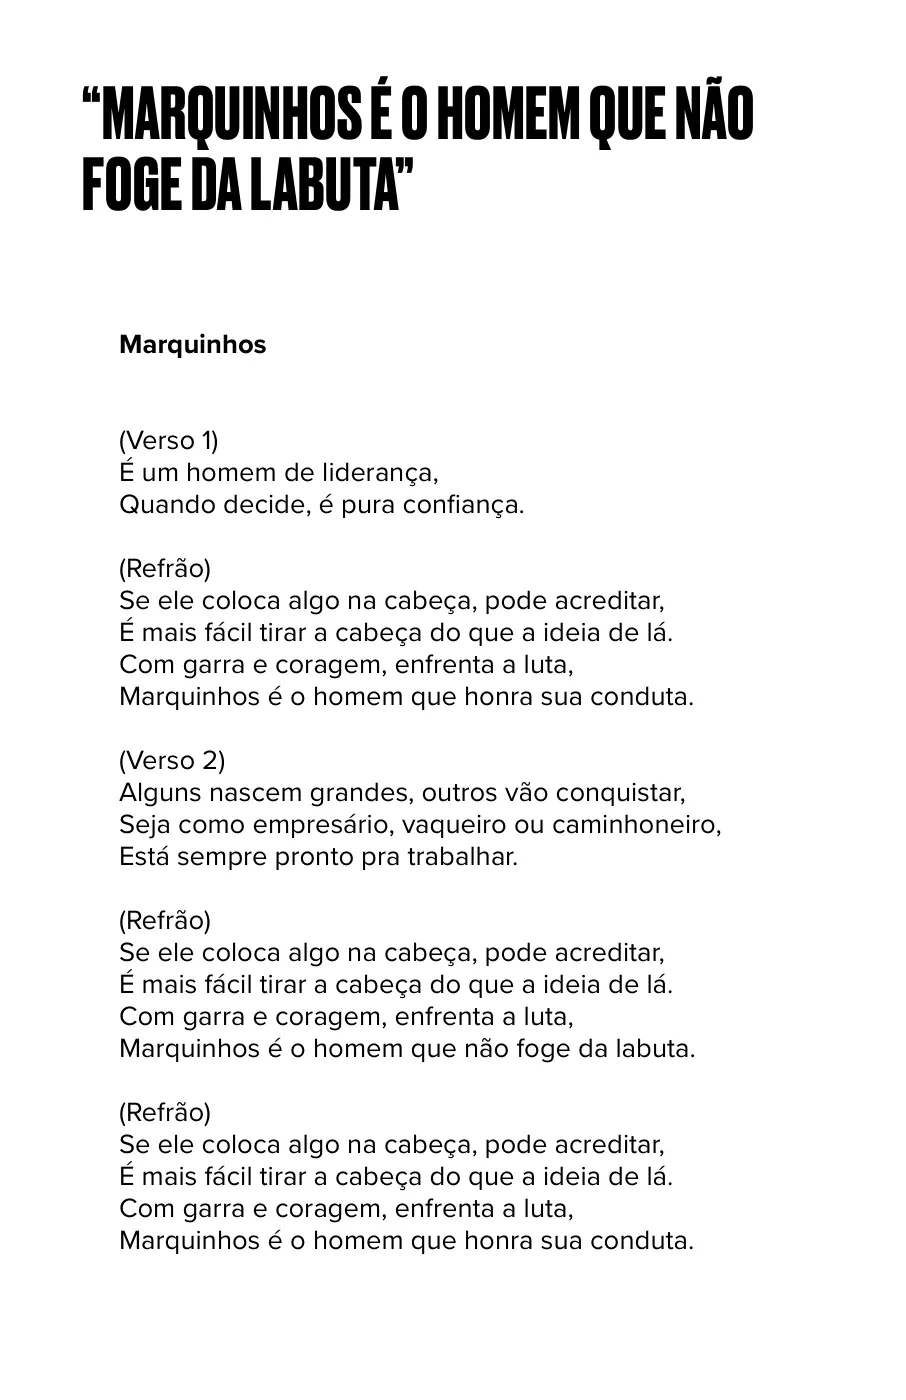 “MARQUINHOS É O HOMEM QUE NÃO
FOGE DA LABUTA”
Marquinhos
(Verso 1)
É um homem de liderança,
Quando decide, é pura confiança.
(Refrão)
Se ele coloca algo na cabeça, pode acreditar,
É mais fácil tirar a cabeça do que a ideia de lá.
Com garra e coragem, enfrenta a luta,
Marquinhos é o homem que honra sua conduta.
(Verso 2)
Alguns nascem grandes, outros vão conquistar,
Seja como empresário, vaqueiro ou caminhoneiro,
Está sempre pronto pra trabalhar.
(Refrão)
Se ele coloca algo na cabeça, pode acreditar,
É mais fácil tirar a cabeça do que a ideia de lá.
Com garra e coragem, enfrenta a luta,
Marquinhos é o homem que não foge da labuta.
(Refrão)
Se ele coloca algo na cabeça, pode acreditar,
É mais fácil tirar a cabeça do que a ideia de lá.
Com garra e coragem, enfrenta a luta,
Marquinhos é o homem que honra sua conduta.